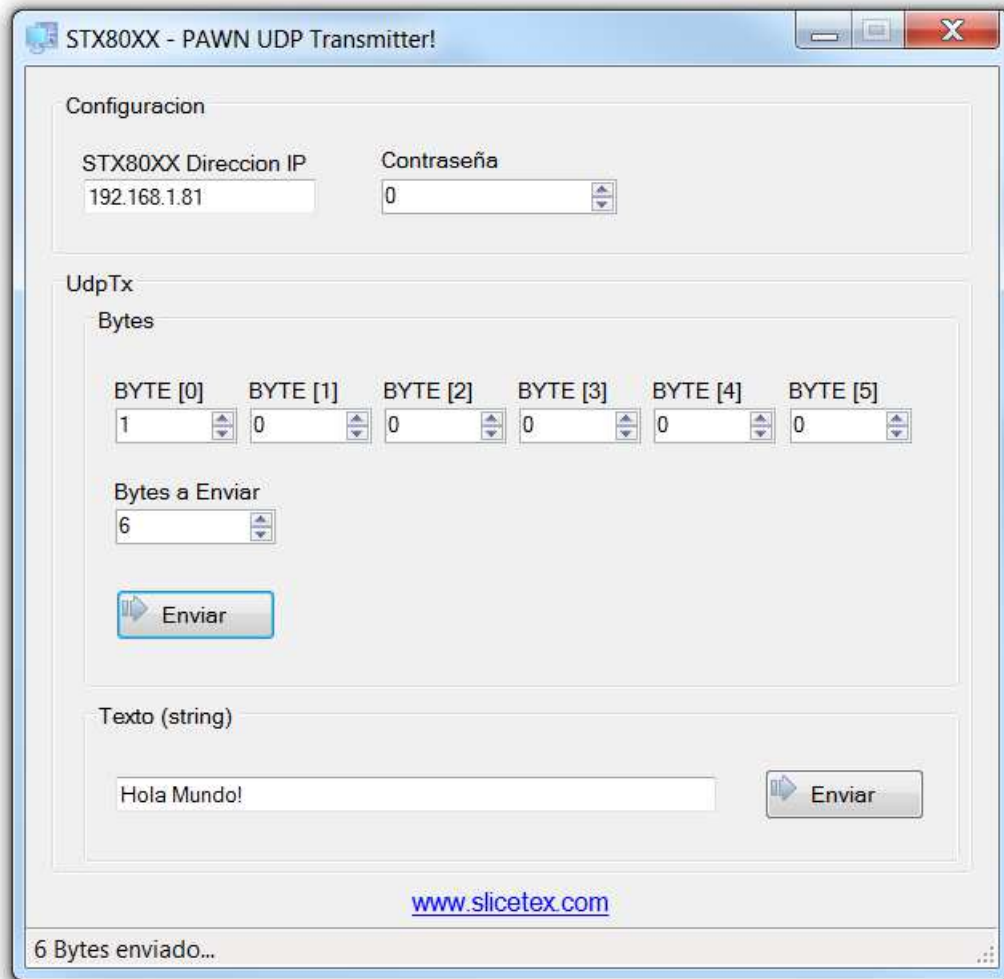 STX80XX - PAWN UDP Transmitter!
Configuracion
STX80XX Direccion IP
Contraseña
192.168.1.81
0
UdpTx
Bytes
BYTE [0] BYTE [1] BYTE [2] BYTE [3] BYTE [4] BYTE [5]
1 0 0 0 0 0
Bytes a Enviar
6
Enviar
Texto (string)
Hola Mundo!
Enviar
www.slicetex.com
6 Bytes enviado...